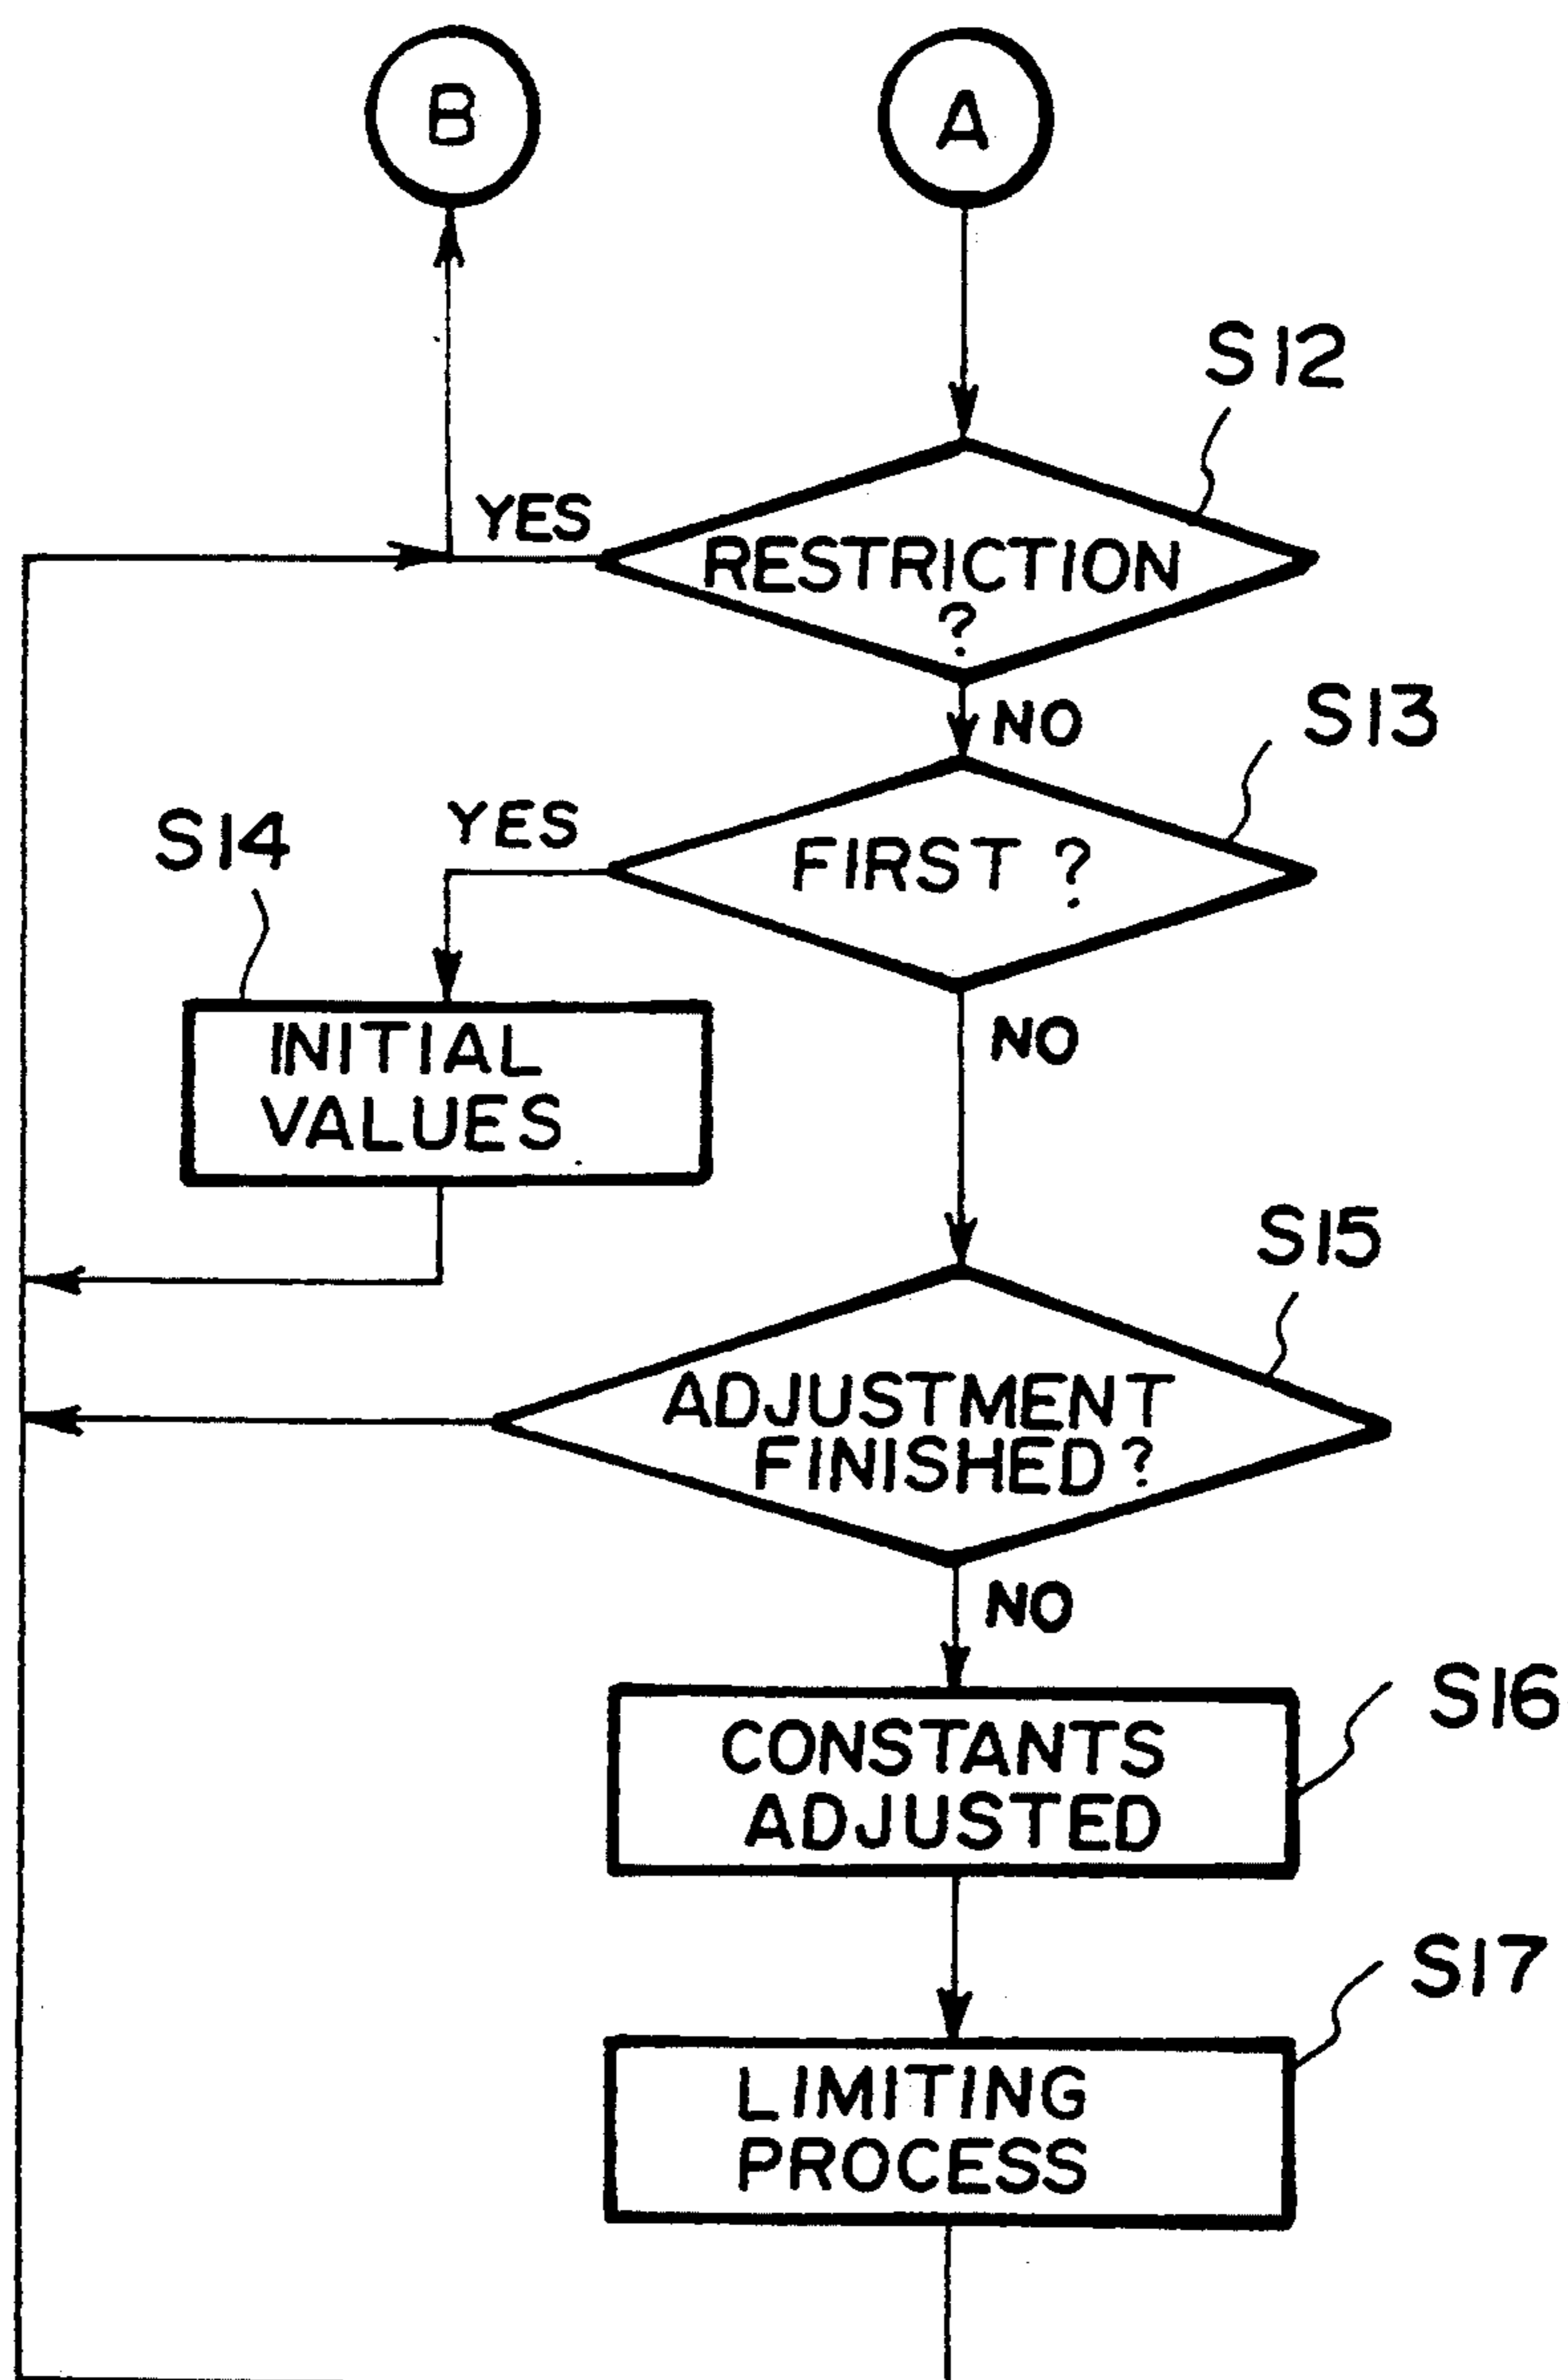 B
A
S12
YES
RESTRICTION
?
NO
S13
YES
S14
FIRST ?
INITIAL
VALUES
NO
S15
ADJUSTMENT
FINISHED ?
NO
S16
CONSTANTS
ADJUSTED
S17
LIMITING
PROCESS